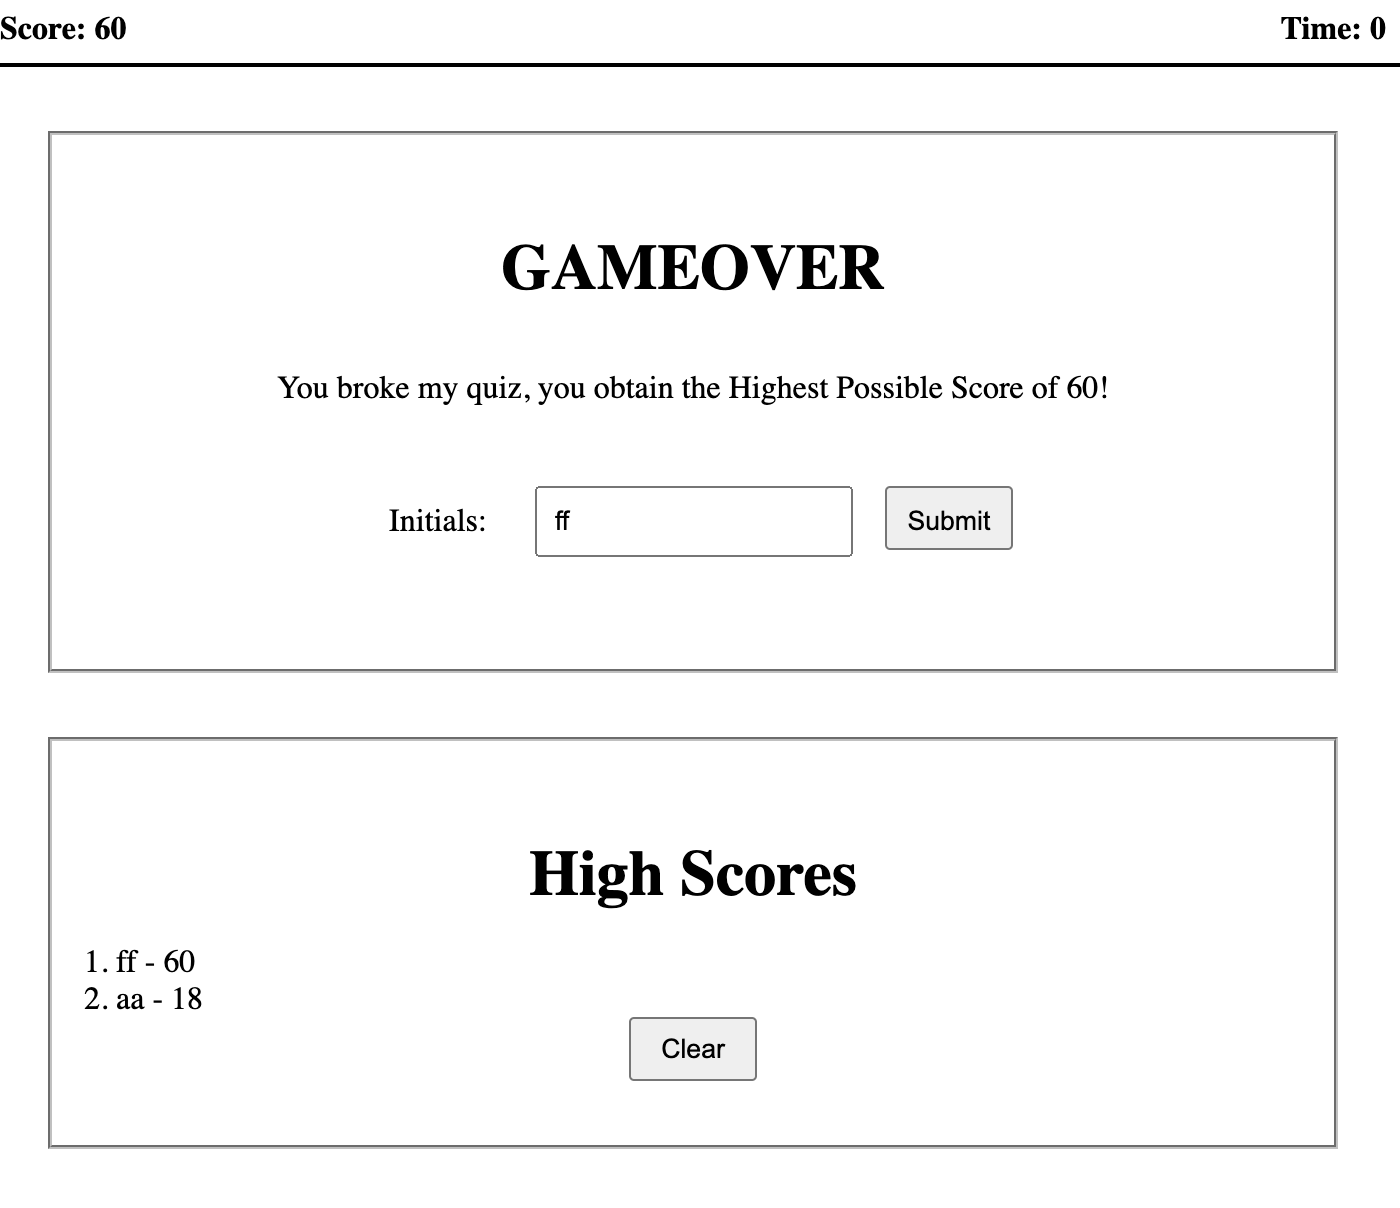 Score: 60
Time: 0
GAMEOVER
You broke my quiz, you obtain the Highest Possible Score of 60!
Initials: ff Submit
High Scores
1. ff - 60
2. aa - 18
Clear